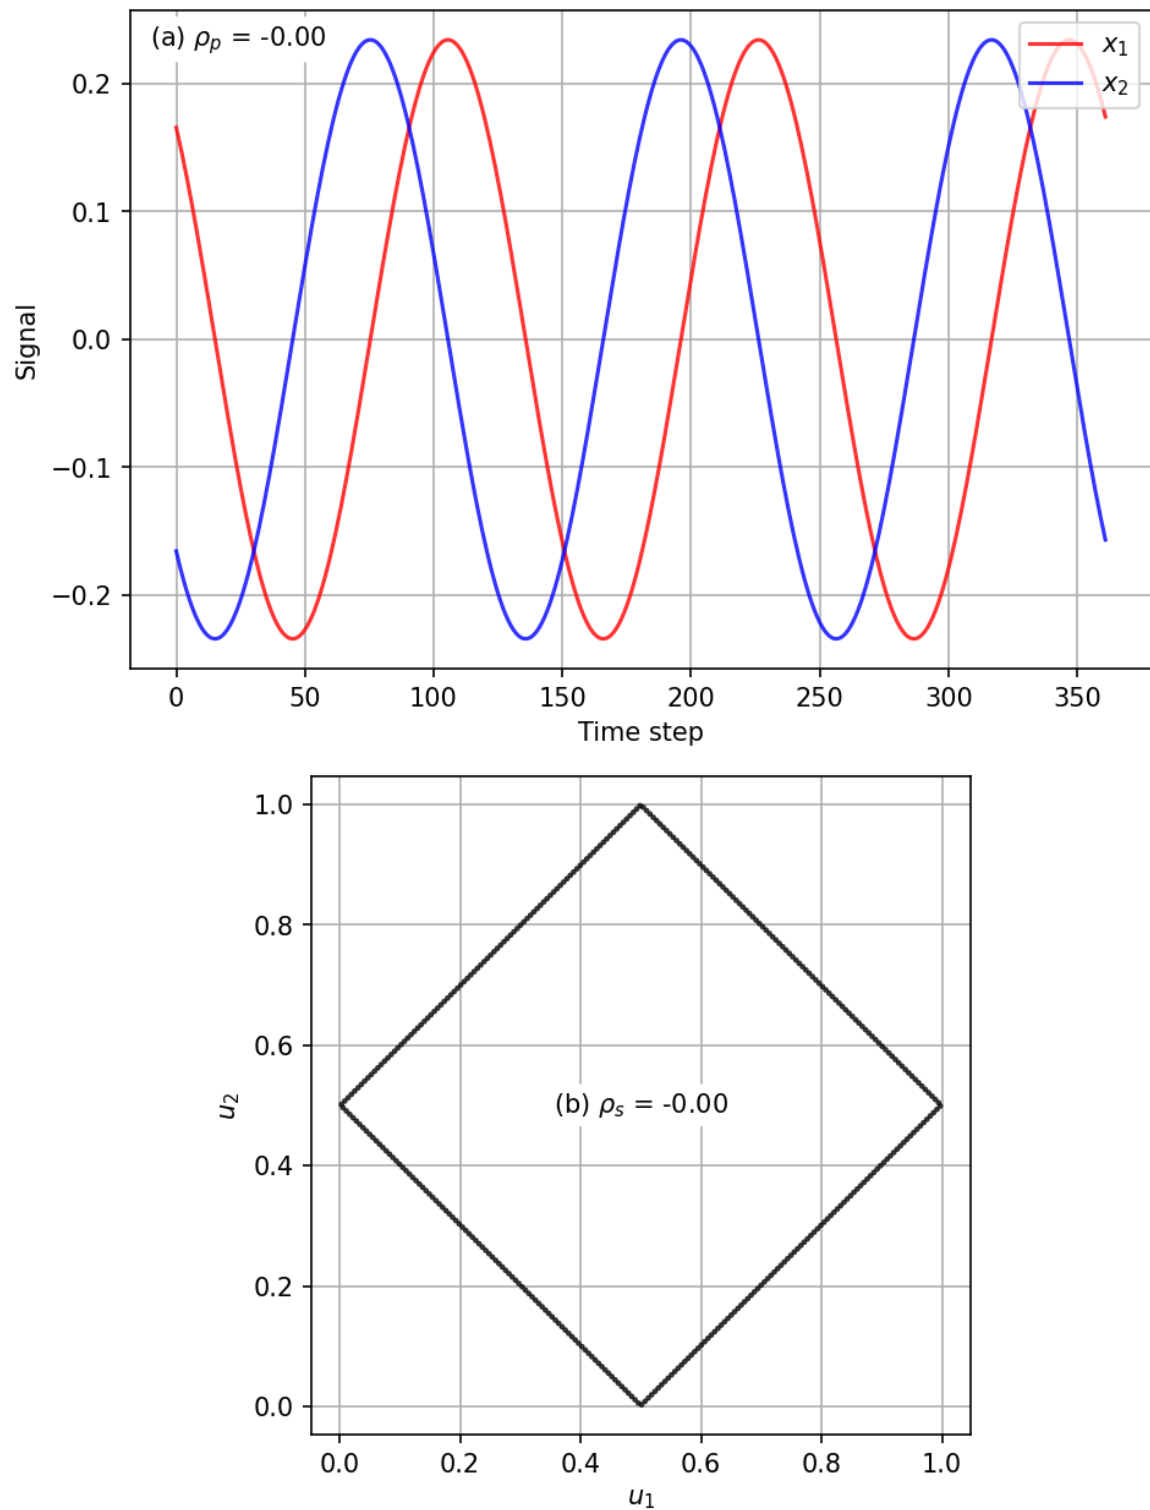 (a) ρₚ = -0.00
x₁
x₂
0.2
0.1
0.0
−0.1
−0.2
Signal
0 50 100 150 200 250 300 350
Time step
1.0
0.8
0.6
0.4
0.2
0.0
u₂
(b) ρₛ = -0.00
0.0 0.2 0.4 0.6 0.8 1.0
u₁